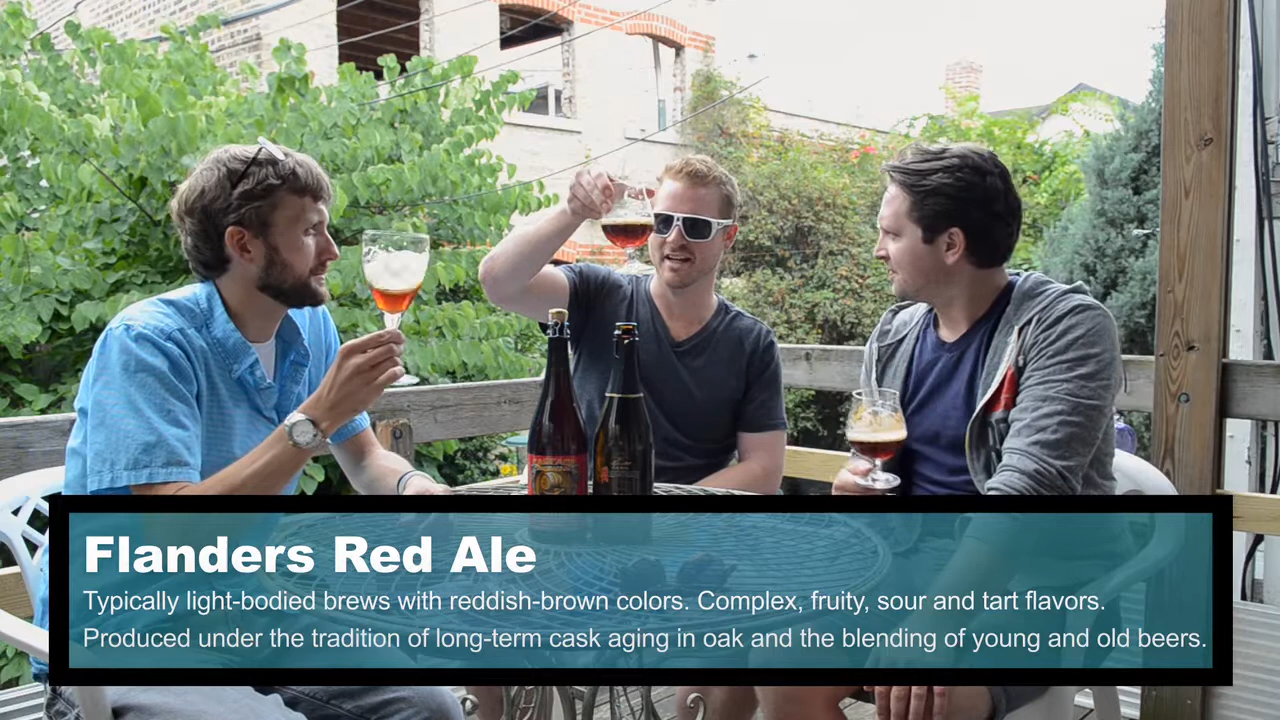 Flanders Red Ale
Typically light-bodied brews with reddish-brown colors. Complex, fruity, sour and tart flavors.
Produced under the tradition of long-term cask aging in oak and the blending of young and old beers.